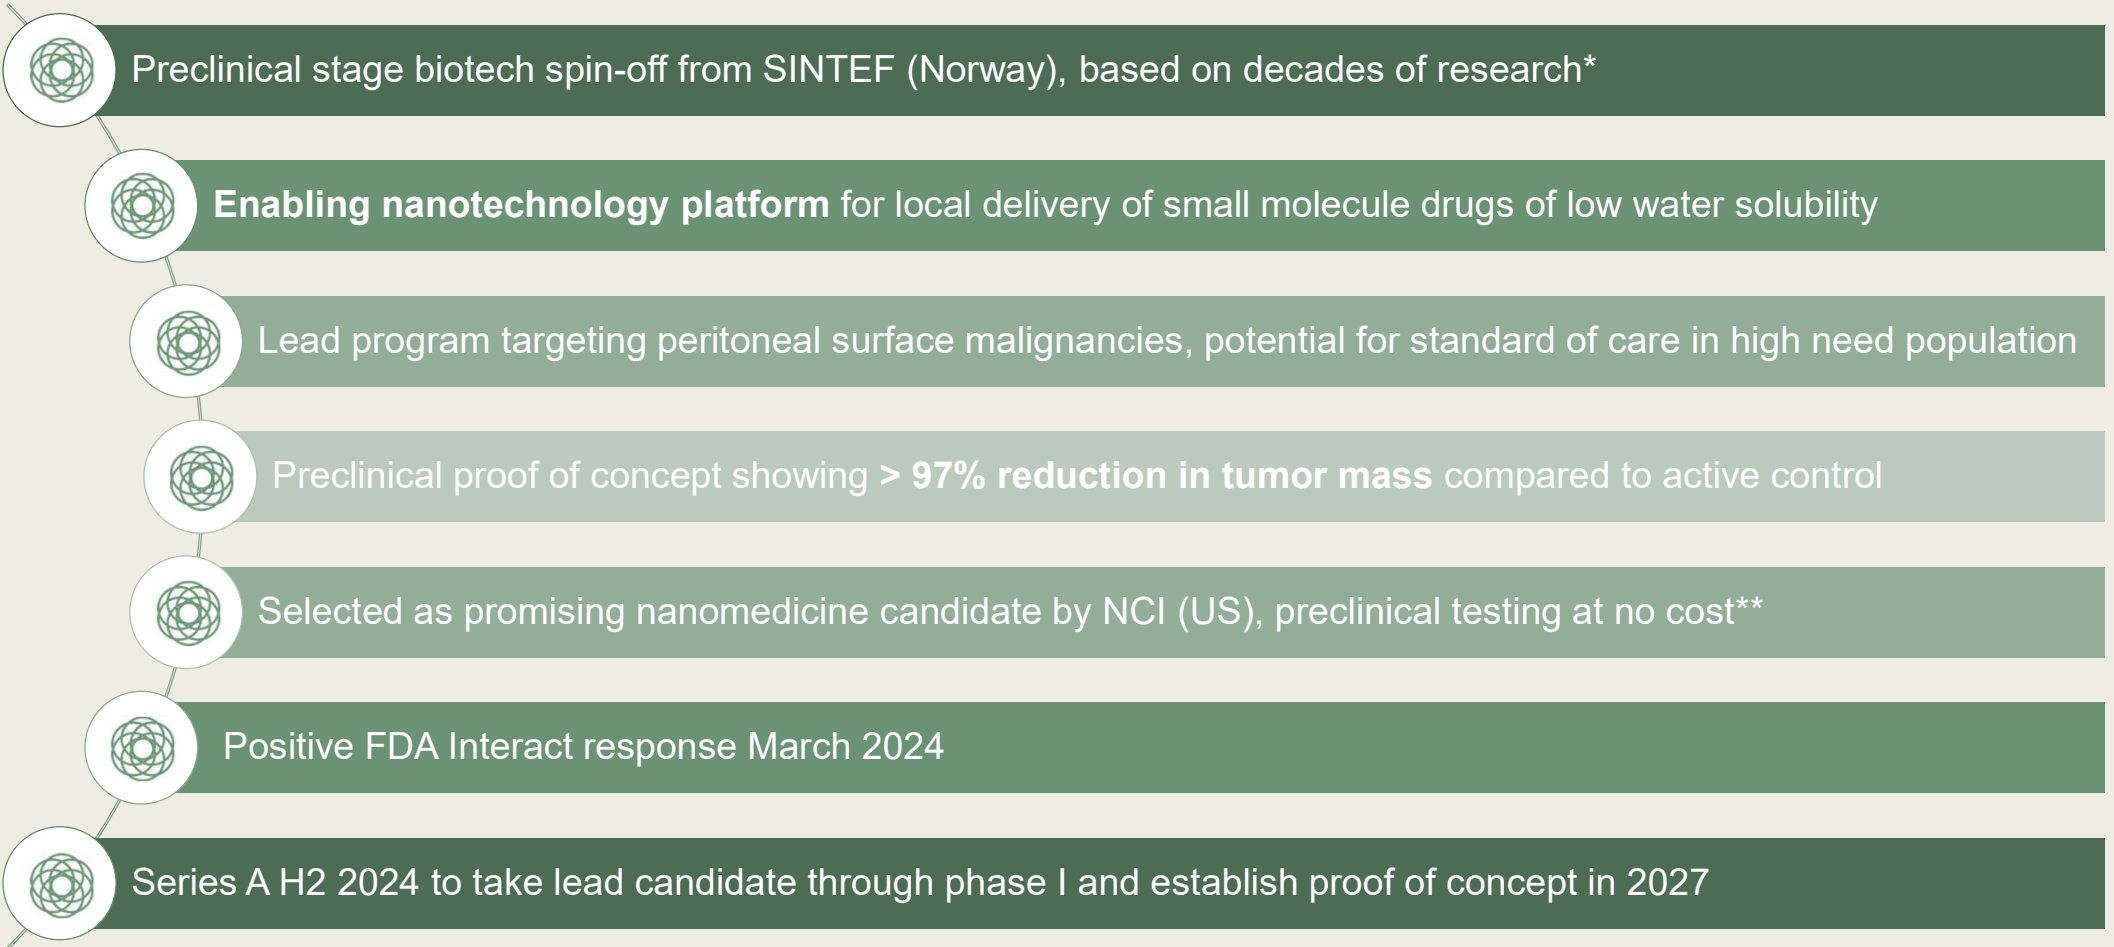 Preclinical stage biotech spin-off from SINTEF (Norway), based on decades of research*
Enabling nanotechnology platform for local delivery of small molecule drugs of low water solubility
Lead program targeting peritoneal surface malignancies, potential for standard of care in high need population
Preclinical proof of concept showing > 97% reduction in tumor mass compared to active control
Selected as promising nanomedicine candidate by NCI (US), preclinical testing at no cost**
Positive FDA Interact response March 2024
Series A H2 2024 to take lead candidate through phase I and establish proof of concept in 2027